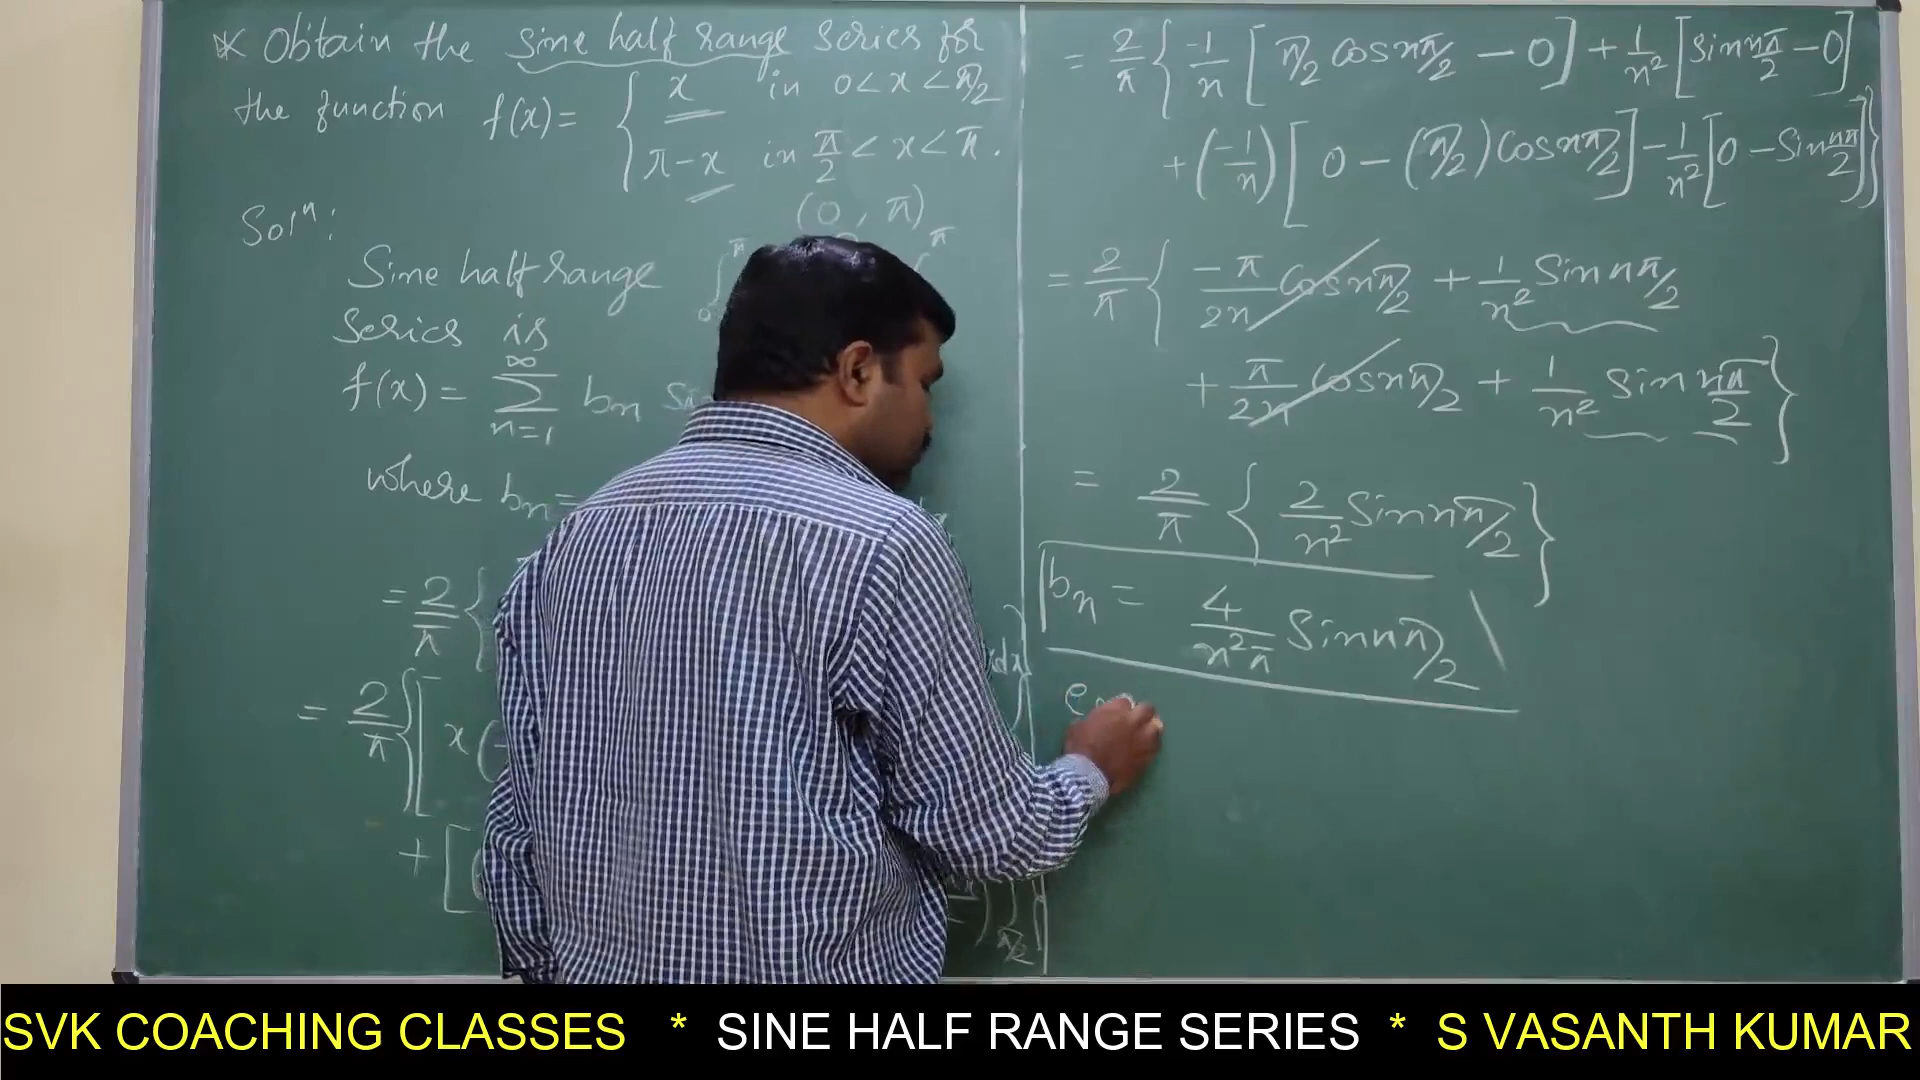 * Obtain the sine half range series for
the function f(x) = { x in 0 < x < π/2
π-x in π/2 < x < π.
(0, π)
Solⁿ:
Sine half range ∫ π
0
series is
f(x) = ∑ n=1 ∞ bn
where bn =
= 2/π {
dx
= 2/π { [ x (
+ [
π/2
= 2/π { -1/n [ π/2 cos nπ/2 - 0 ] + 1/n² [ sin nπ/2 - 0 ]
+ (-1/n) [ 0 - (π/2) cos nπ/2 ] - 1/n² [ 0 - sin nπ/2 ] }
= 2/π { -π/2n cos nπ/2 + 1/n² sin nπ/2
+ π/2n cos nπ/2 + 1/n² sin nπ/2 }
= 2/π { 2/n² sin nπ/2 }
bn = 4/n²π sin nπ/2
SVK COACHING CLASSES * SINE HALF RANGE SERIES * S VASANTH KUMAR